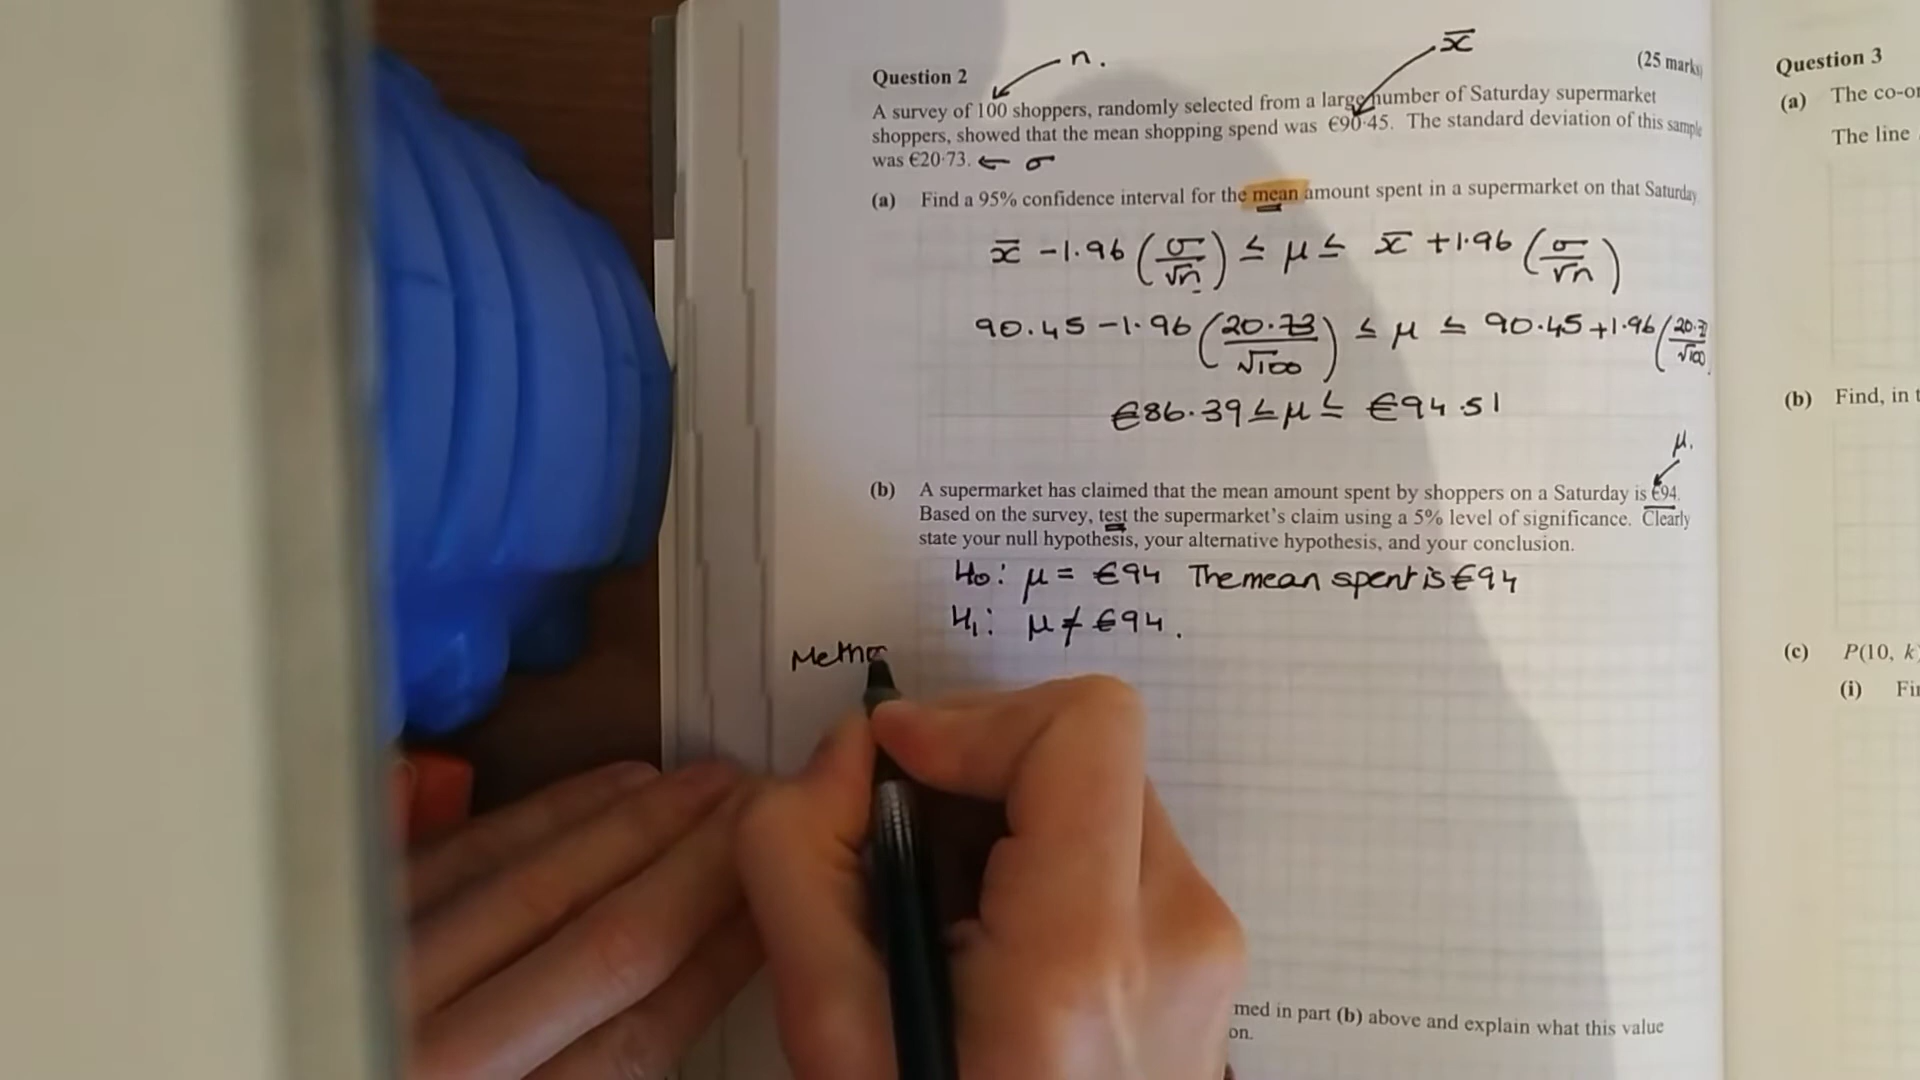 n.
x̄
Question 2
(25 marks)
A survey of 100 shoppers, randomly selected from a large number of Saturday supermarket
shoppers, showed that the mean shopping spend was €90·45. The standard deviation of this sample
was €20·73. ← σ
(a) Find a 95% confidence interval for the mean amount spent in a supermarket on that Saturday
x̄ - 1.96 (σ/√n) ≤ μ ≤ x̄ + 1.96 (σ/√n)
90.45 - 1.96 (20.73/√100) ≤ μ ≤ 90.45 + 1.96 (20.7/√100
€86.39 ≤ μ ≤ €94.51
μ.
(b) A supermarket has claimed that the mean amount spent by shoppers on a Saturday is €94.
Based on the survey, test the supermarket's claim using a 5% level of significance. Clearly
state your null hypothesis, your alternative hypothesis, and your conclusion.
H₀: μ = €94 The mean spent is €94
H₁: μ ≠ €94.
Metho
med in part (b) above and explain what this value
on.
Question 3
(a) The co-or
The line
(b) Find, in t
(c) P(10, k)
(i) Fin